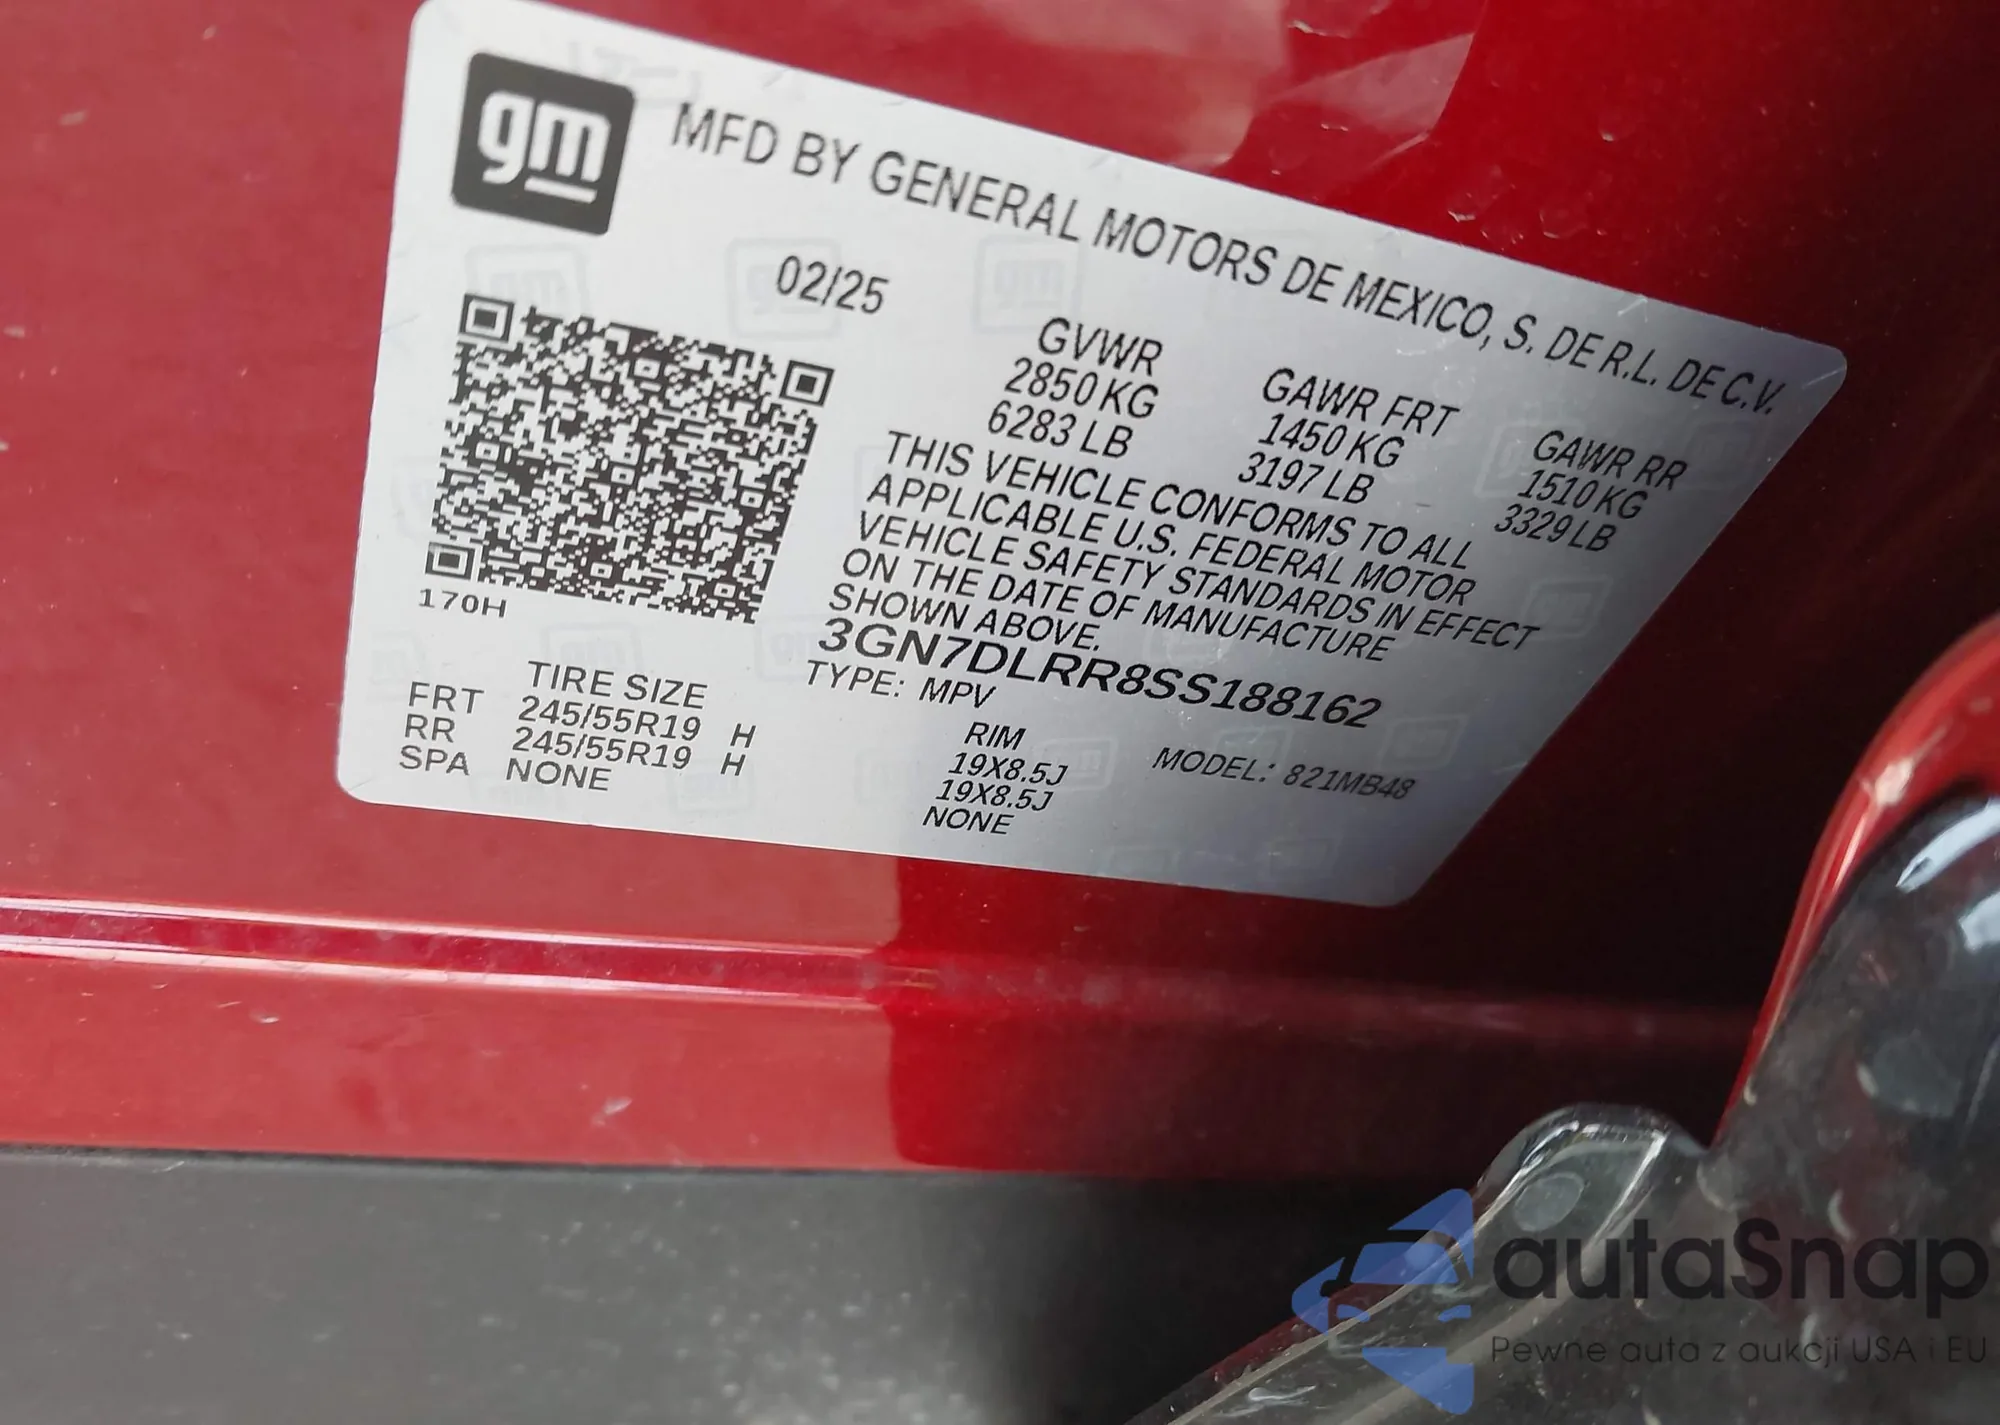 gm
MFD BY GENERAL MOTORS DE MEXICO, S. DE R.L. DE C.V.
02/25
GVWR GAWR FRT GAWR RR
2850 KG 1450 KG 1510 KG
6283 LB 3197 LB 3329 LB
THIS VEHICLE CONFORMS TO ALL
APPLICABLE U.S. FEDERAL MOTOR
VEHICLE SAFETY STANDARDS IN EFFECT
ON THE DATE OF MANUFACTURE
SHOWN ABOVE.
3GN7DLRR8SS188162
170H
TYPE: MPV MODEL: 821MB48
TIRE SIZE RIM
FRT 245/55R19 H 19X8.5J
RR 245/55R19 H 19X8.5J
SPA NONE NONE
autaSnap
Pewne auta z aukcji USA i EU